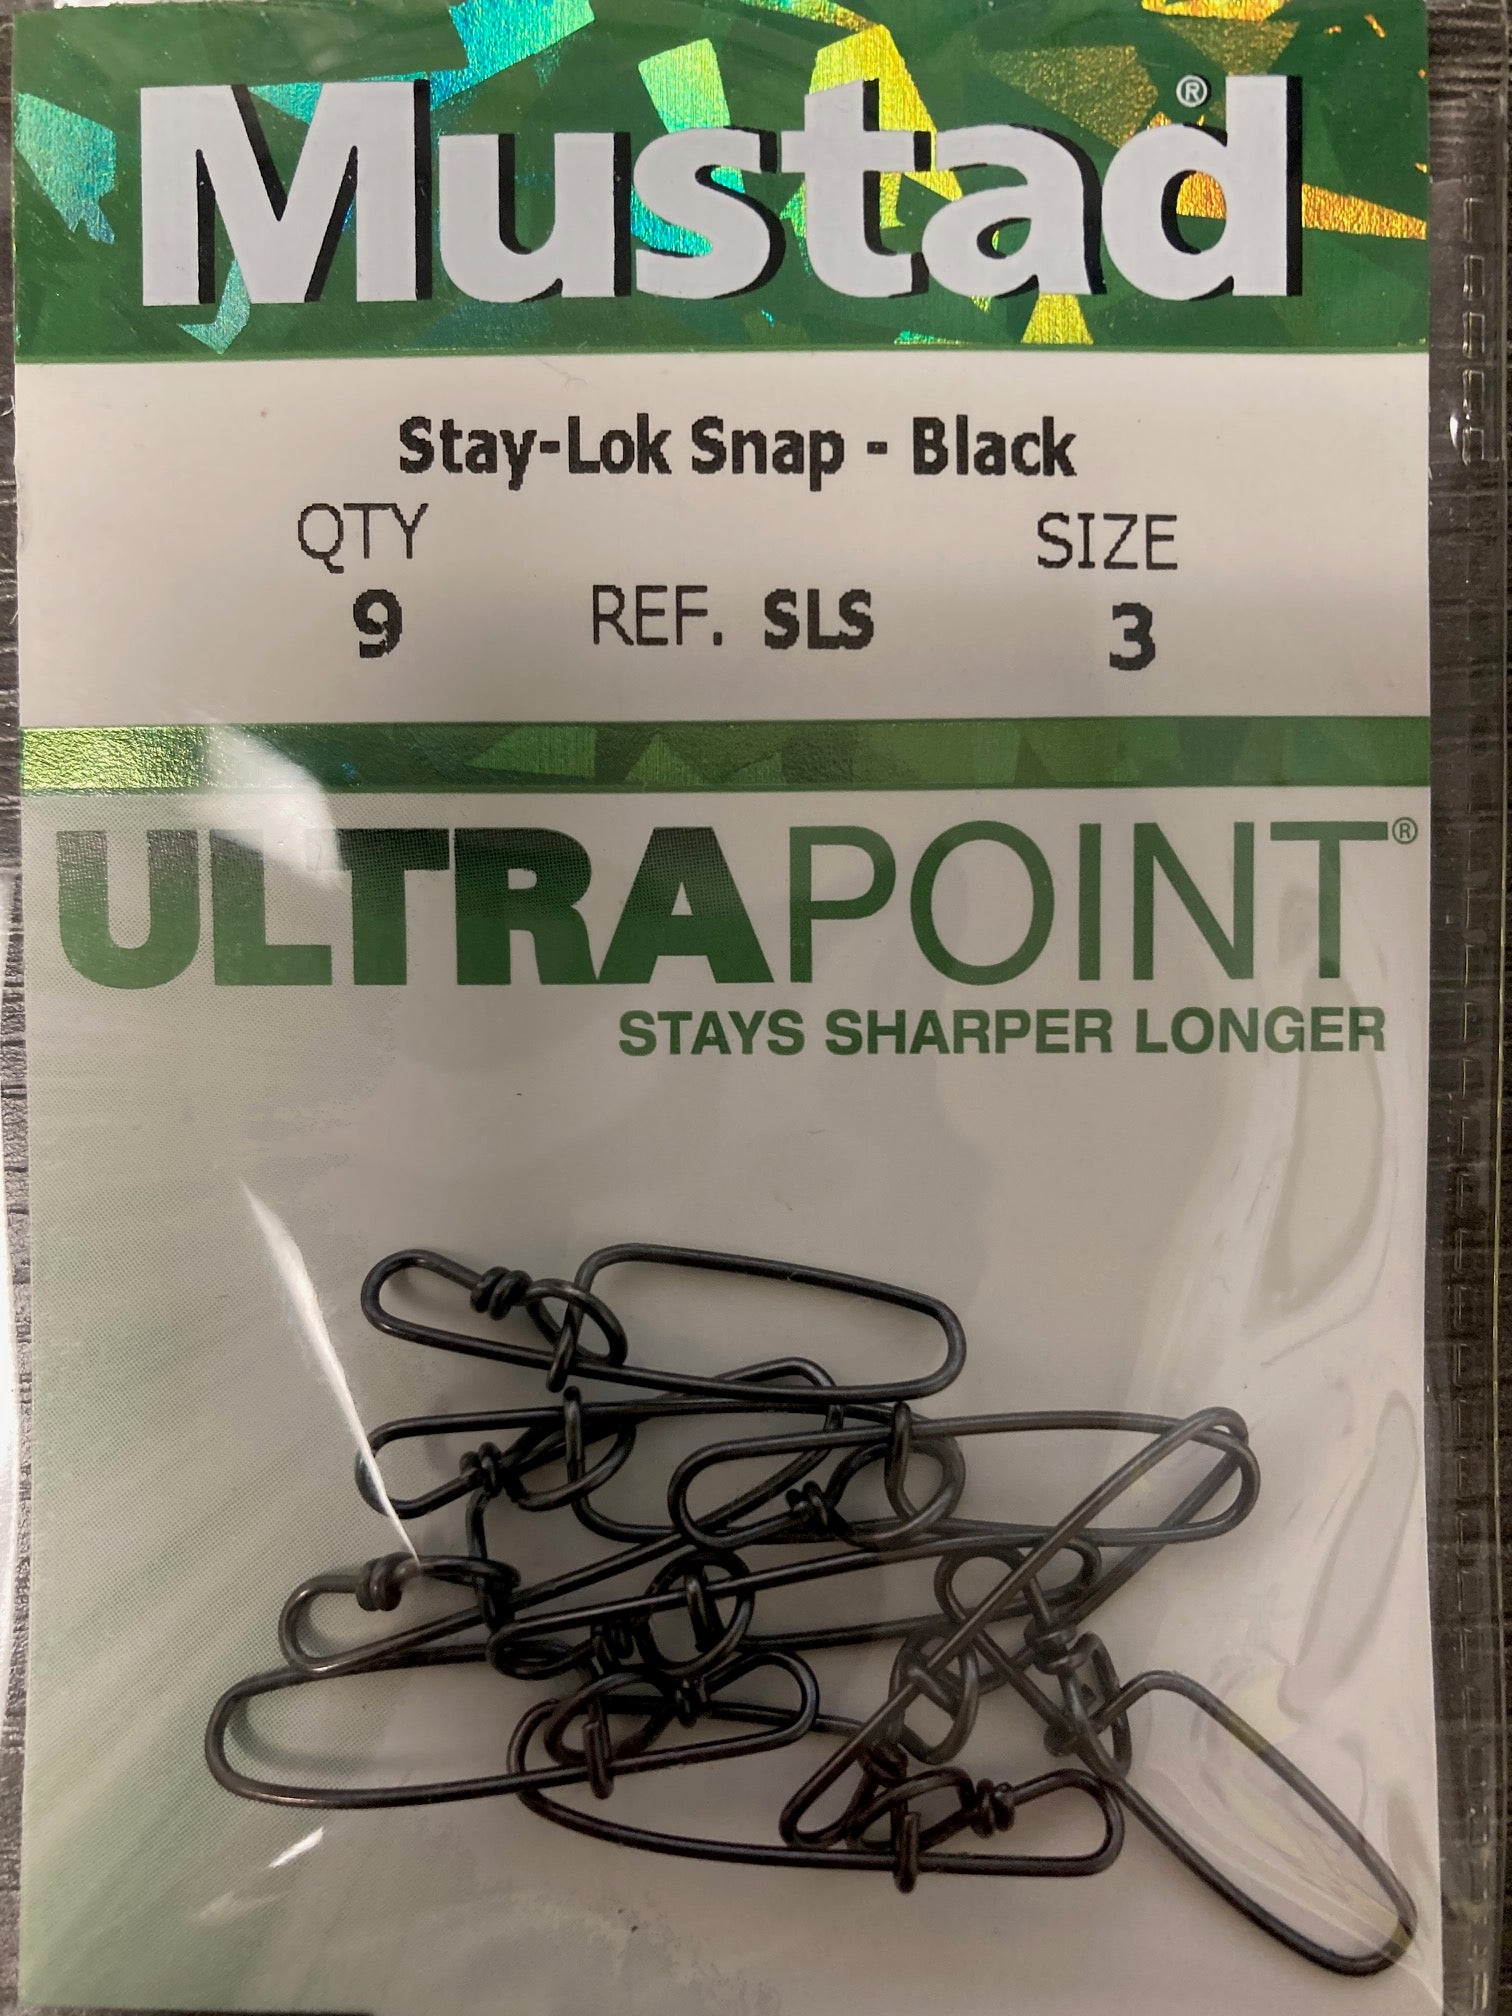 Mustad®
Stay-Lok Snap - Black
QTY SIZE
9 REF. SLS 3
ULTRAPOINT®
STAYS SHARPER LONGER